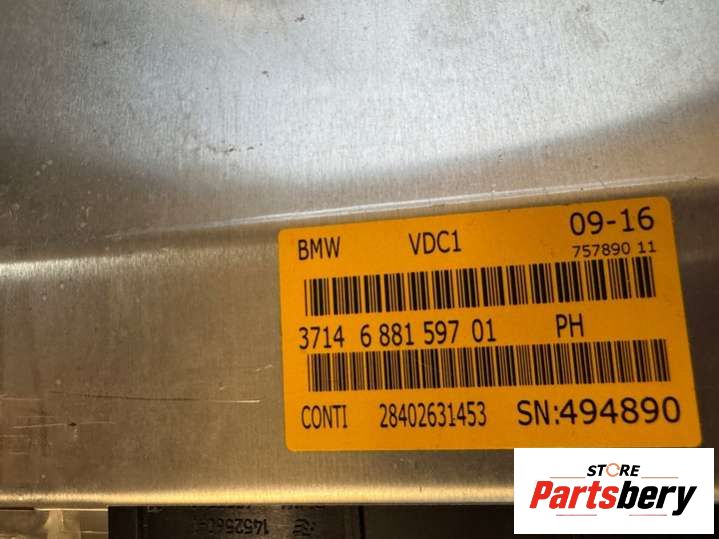 BMW VDC1 09-16
757890 11
3714 6 881 597 01 PH
CONTI 28402631453 SN:494890
STORE
Partsbery